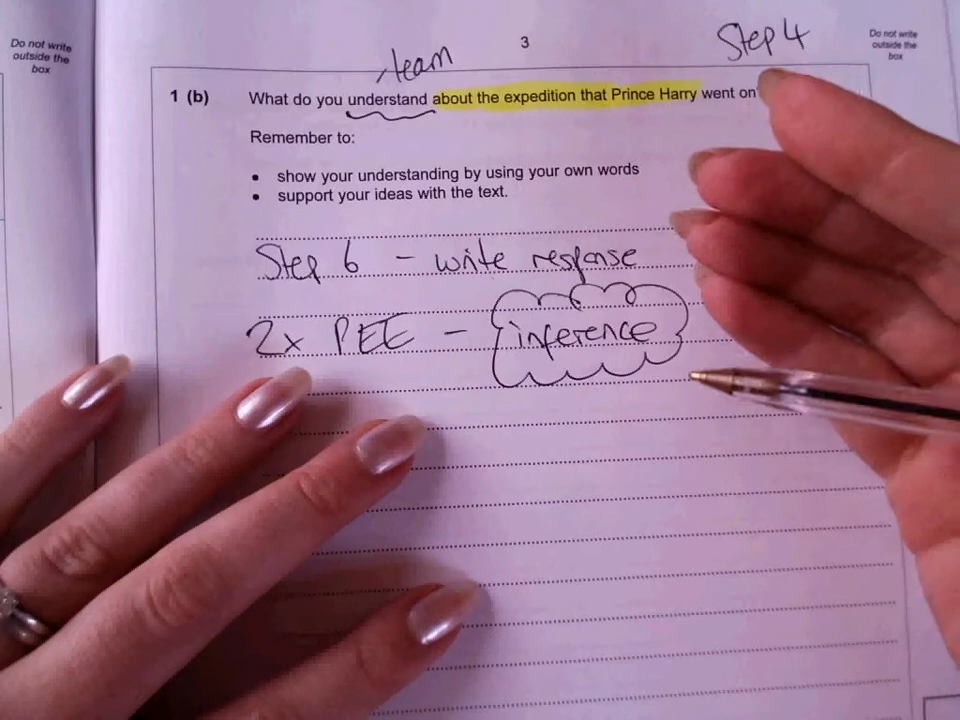 3
Step 4
Do not write
outside the
box
Do not write
outside the
box
team
1 (b) What do you understand about the expedition that Prince Harry went on
Remember to:
• show your understanding by using your own words
• support your ideas with the text.
Step 6 – write response
2x PEE – inference